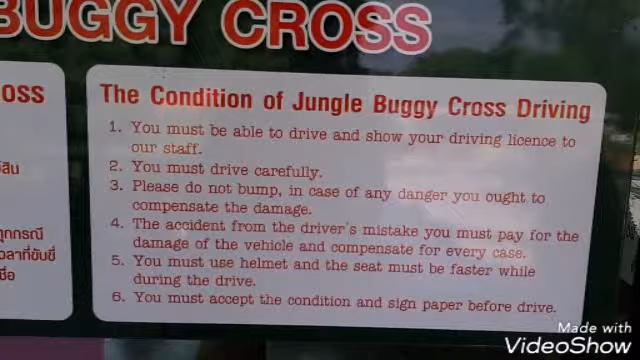 BUGGY CROSS
OSS
The Condition of Jungle Buggy Cross Driving
1. You must be able to drive and show your driving licence to
our staff.
2. You must drive carefully.
3. Please do not bump, in case of any danger you ought to
compensate the damage.
4. The accident from the driver's mistake you must pay for the
damage of the vehicle and compensate for every case.
5. You must use helmet and the seat must be faster while
during the drive.
6. You must accept the condition and sign paper before drive.
ทุกกรณี
Made with
VideoShow